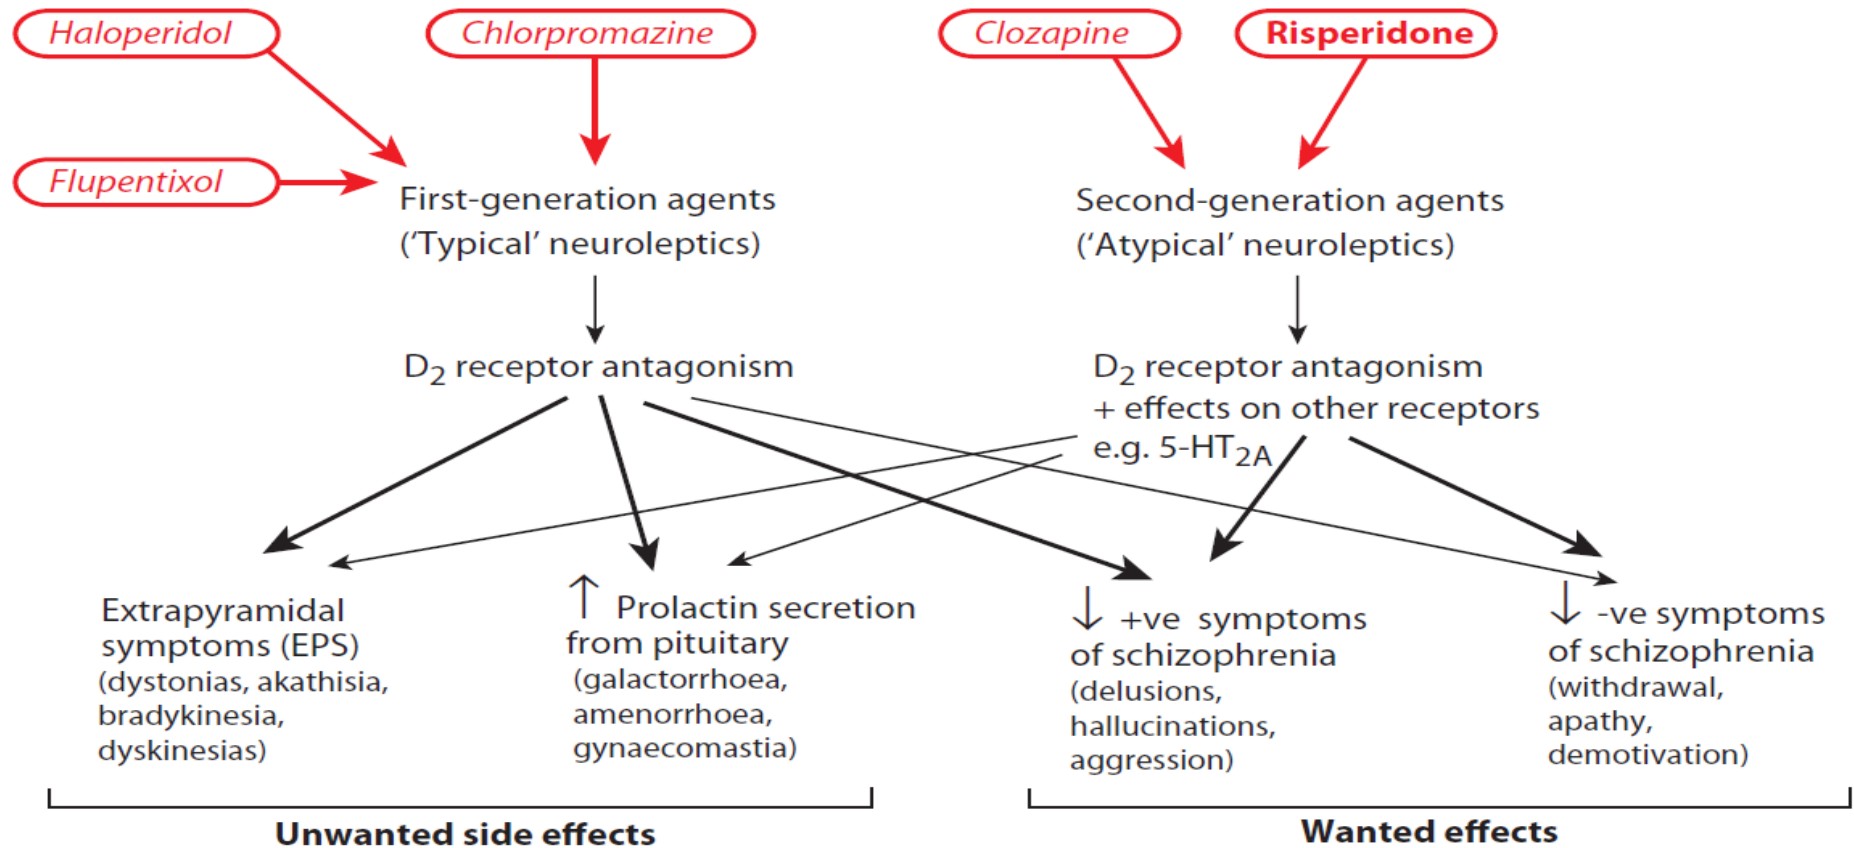 Haloperidol
Chlorpromazine
Clozapine
Risperidone
Flupentixol
First-generation agents
(‘Typical’ neuroleptics)
Second-generation agents
(‘Atypical’ neuroleptics)
D2 receptor antagonism
D2 receptor antagonism
+ effects on other receptors
e.g. 5-HT2A
Extrapyramidal
symptoms (EPS)
(dystonias, akathisia,
bradykinesia,
dyskinesias)
↑ Prolactin secretion
from pituitary
(galactorrhoea,
amenorrhoea,
gynaecomastia)
↓ +ve symptoms
of schizophrenia
(delusions,
hallucinations,
aggression)
↓ -ve symptoms
of schizophrenia
(withdrawal,
apathy,
demotivation)
Unwanted side effects
Wanted effects